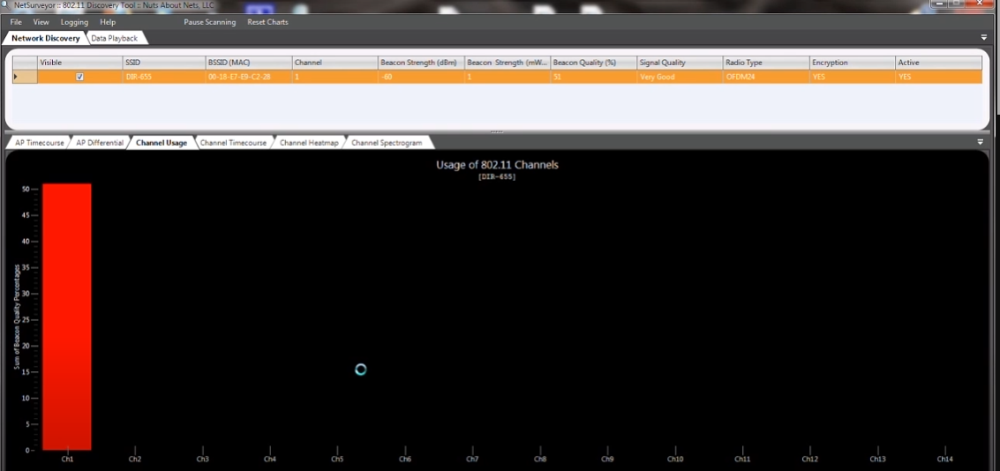 NetSurveyor :: 802.11 Discovery Tool :: Nuts About Nets, LLC
File View Logging Help Pause Scanning Reset Charts
Network Discovery Data Playback
Visible SSID BSSID (MAC) Channel Beacon Strength (dBm) Beacon Strength (mW... Beacon Quality (%) Signal Quality Radio Type Encryption Active
DIR-655 00-18-E7-E9-C2-28 1 -60 1 51 Very Good OFDM24 YES YES
AP Timecourse AP Differential Channel Usage Channel Timecourse Channel Heatmap Channel Spectrogram
Usage of 802.11 Channels
[DIR-655]
Sum of Beacon Quality Percentages
50
45
40
35
30
25
20
15
10
5
0
Ch1 Ch2 Ch3 Ch4 Ch5 Ch6 Ch7 Ch8 Ch9 Ch10 Ch11 Ch12 Ch13 Ch14